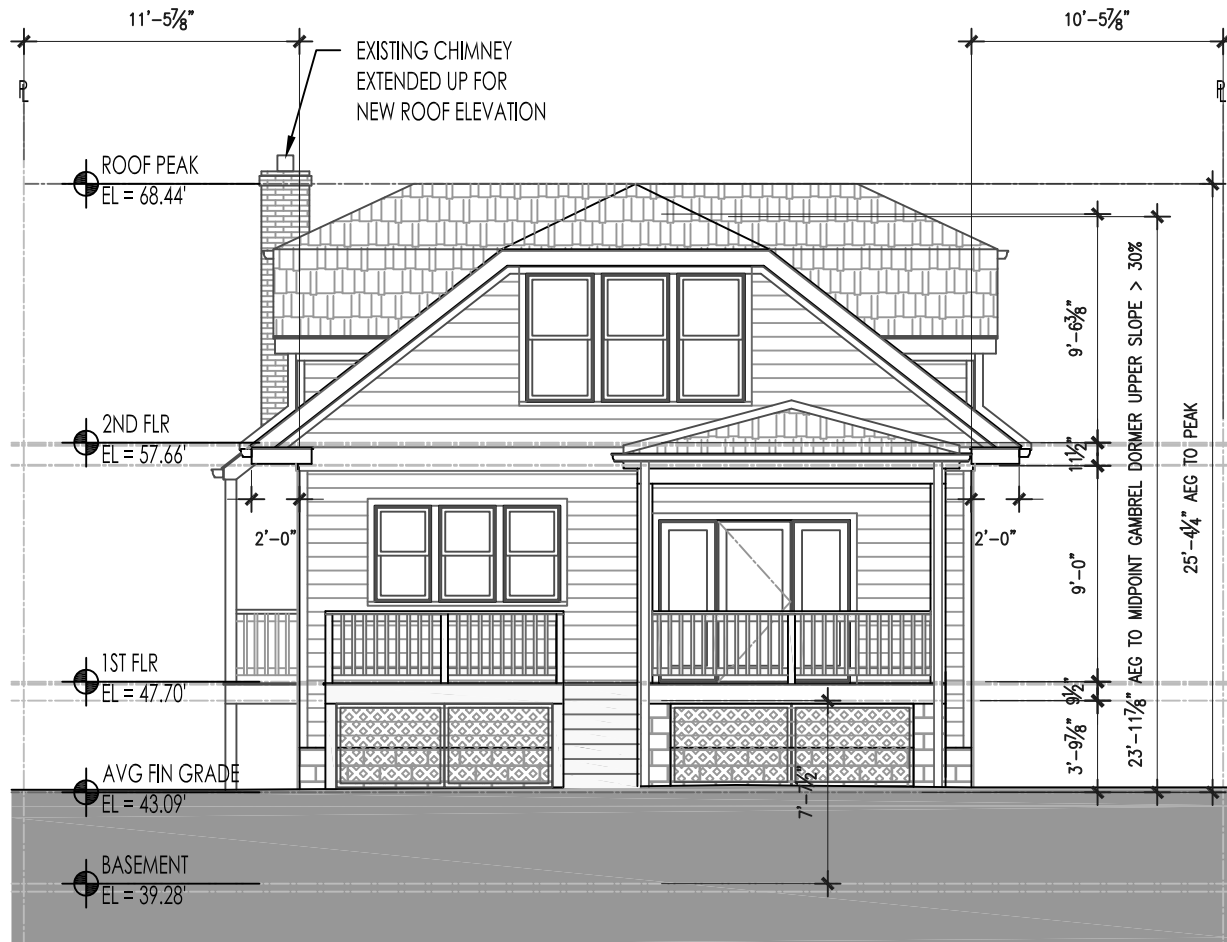 11'-5⅞"
10'-5⅞"
EXISTING CHIMNEY
EXTENDED UP FOR
NEW ROOF ELEVATION
PL
PL
ROOF PEAK
EL = 68.44'
2ND FLR
EL = 57.66'
2'-0"
2'-0"
1ST FLR
EL = 47.70'
AVG FIN GRADE
EL = 43.09'
BASEMENT
EL = 39.28'
7'-7½"
9'-6⅜"
11½"
9'-0"
9½"
3'-9⅞"
23'-11⅞" AEG TO MIDPOINT GAMBREL DORMER UPPER SLOPE > 30%
25'-4¼" AEG TO PEAK